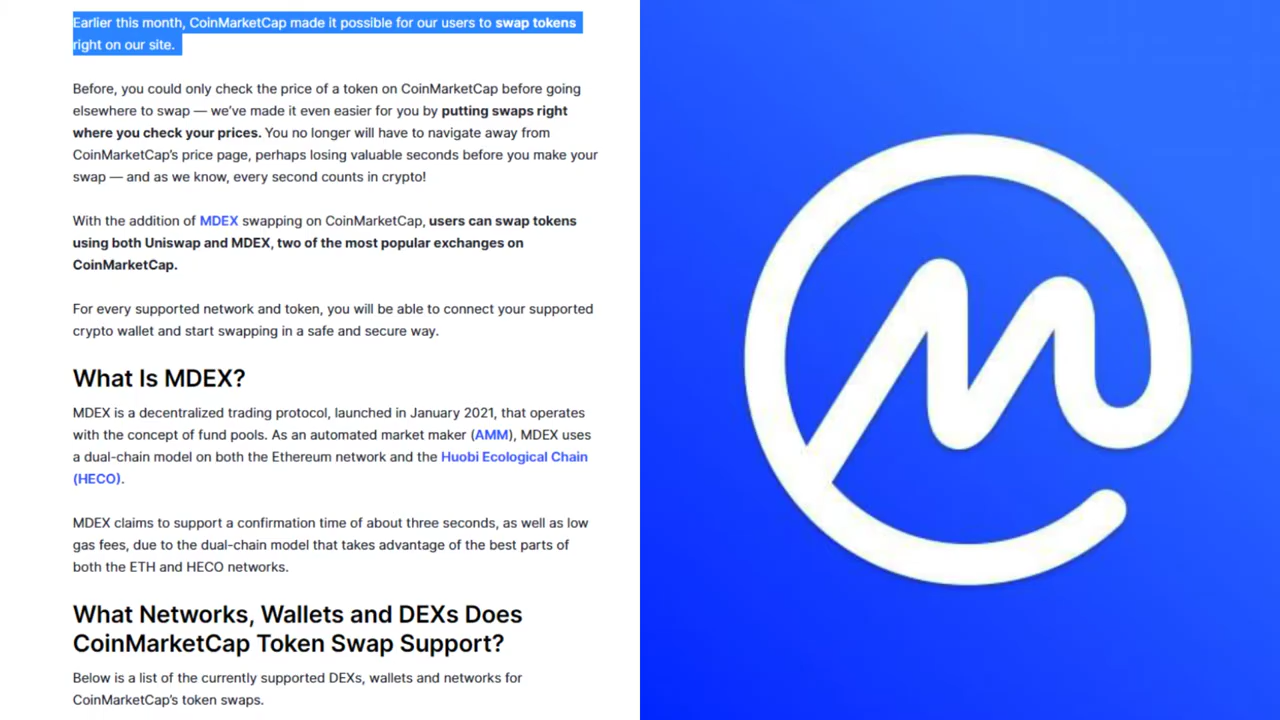 Earlier this month, CoinMarketCap made it possible for our users to swap tokens
right on our site.
Before, you could only check the price of a token on CoinMarketCap before going
elsewhere to swap — we've made it even easier for you by putting swaps right
where you check your prices. You no longer will have to navigate away from
CoinMarketCap's price page, perhaps losing valuable seconds before you make your
swap — and as we know, every second counts in crypto!
With the addition of MDEX swapping on CoinMarketCap, users can swap tokens
using both Uniswap and MDEX, two of the most popular exchanges on
CoinMarketCap.
For every supported network and token, you will be able to connect your supported
crypto wallet and start swapping in a safe and secure way.
What Is MDEX?
MDEX is a decentralized trading protocol, launched in January 2021, that operates
with the concept of fund pools. As an automated market maker (AMM), MDEX uses
a dual-chain model on both the Ethereum network and the Huobi Ecological Chain
(HECO).
MDEX claims to support a confirmation time of about three seconds, as well as low
gas fees, due to the dual-chain model that takes advantage of the best parts of
both the ETH and HECO networks.
What Networks, Wallets and DEXs Does
CoinMarketCap Token Swap Support?
Below is a list of the currently supported DEXs, wallets and networks for
CoinMarketCap's token swaps.